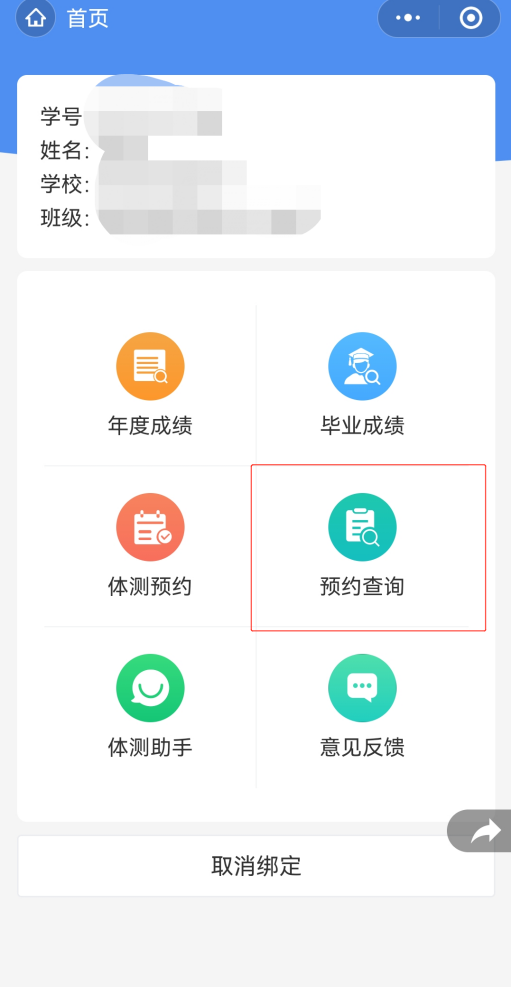 首页
学号
姓名：
学校：
班级：
年度成绩
毕业成绩
体测预约
预约查询
体测助手
意见反馈
取消绑定